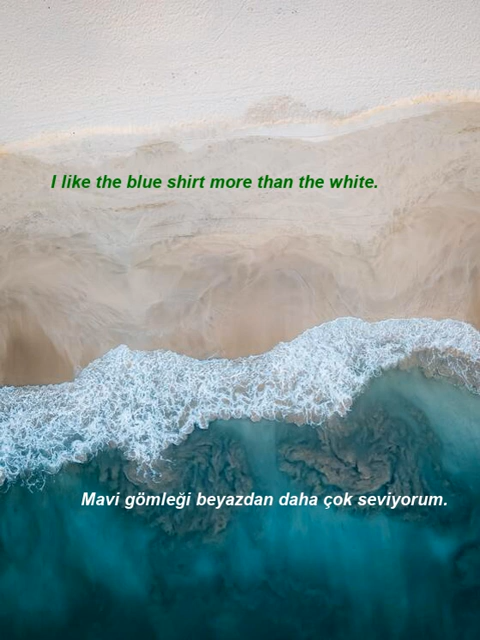 I like the blue shirt more than the white.
Mavi gömleği beyazdan daha çok seviyorum.